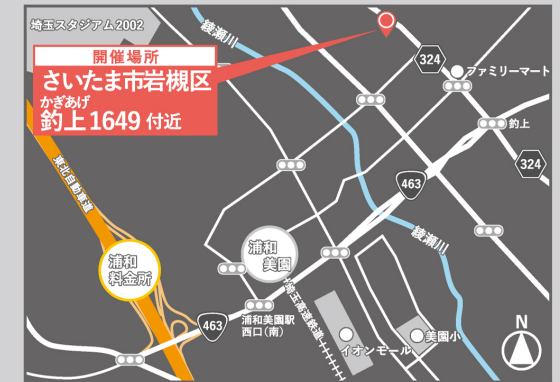 埼玉スタジアム2002
綾瀬川
開催場所
さいたま市岩槻区
かぎあげ
釣上1649 付近
324
ファミリーマート
釣上
324
東北自動車道
463
浦和
美園
綾瀬川
浦和
料金所
埼玉高速鉄道
463
浦和美園駅
西口(南)
イオンモール
美園小
N